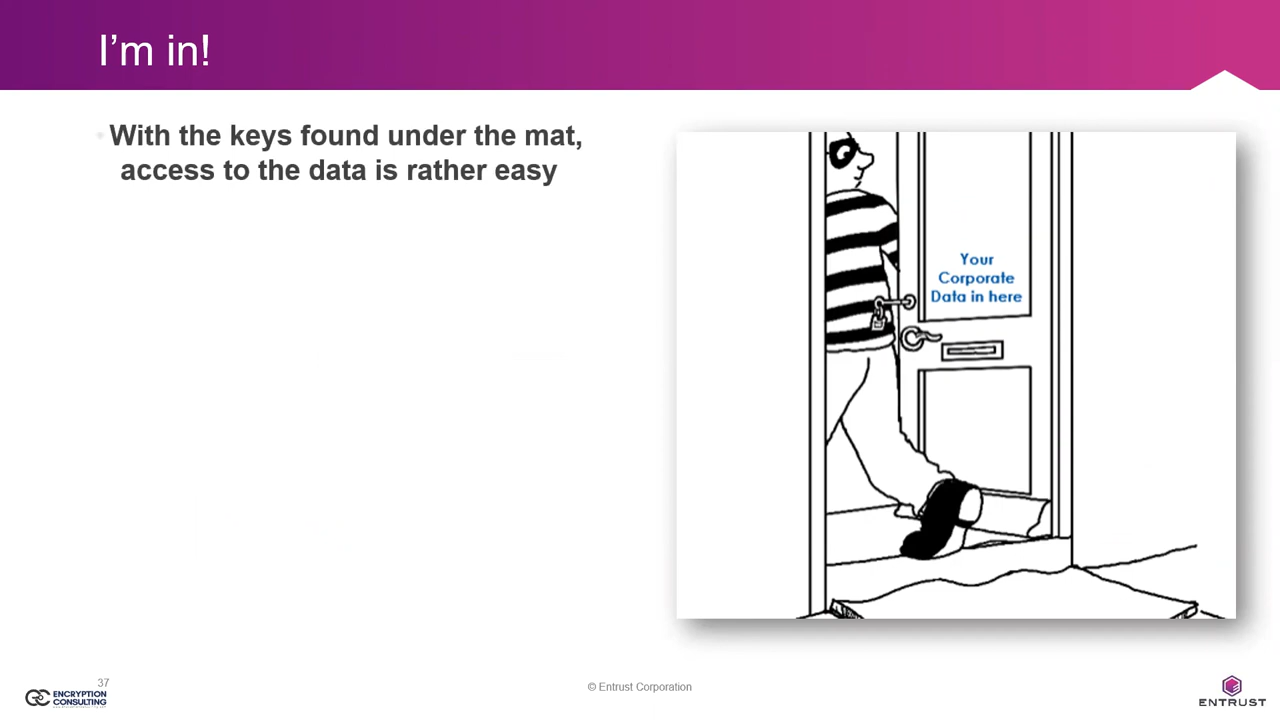 I'm in!
With the keys found under the mat,
access to the data is rather easy
Your
Corporate
Data in here
37
© Entrust Corporation
ENCRYPTION
CONSULTING
ENTRUST